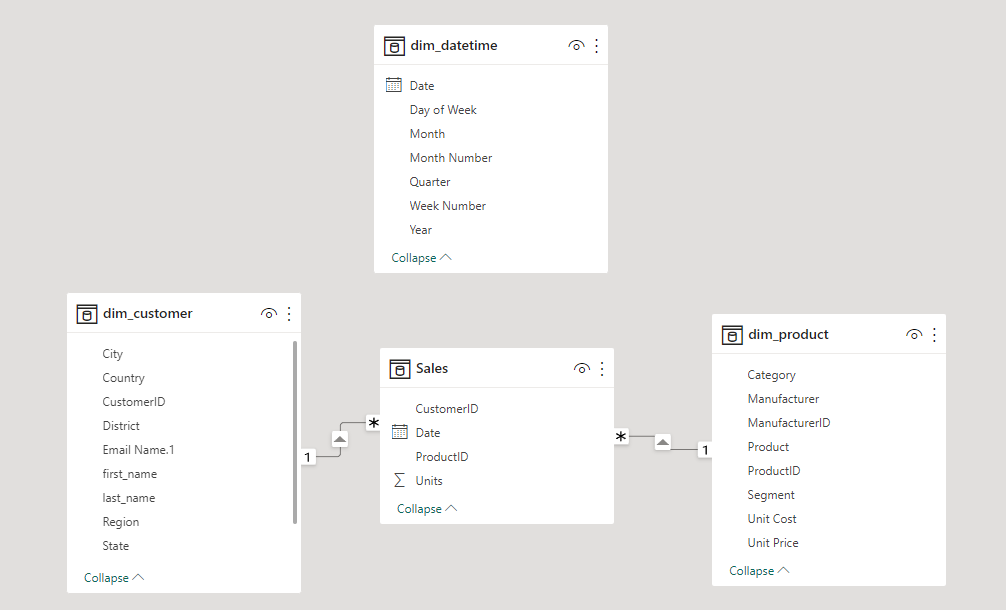 dim_datetime
Date
Day of Week
Month
Month Number
Quarter
Week Number
Year
Collapse
dim_customer
City
Country
CustomerID
District
Email Name.1
first_name
last_name
Region
State
Collapse
1
*
Sales
CustomerID
Date
ProductID
Units
Collapse
*
1
dim_product
Category
Manufacturer
ManufacturerID
Product
ProductID
Segment
Unit Cost
Unit Price
Collapse